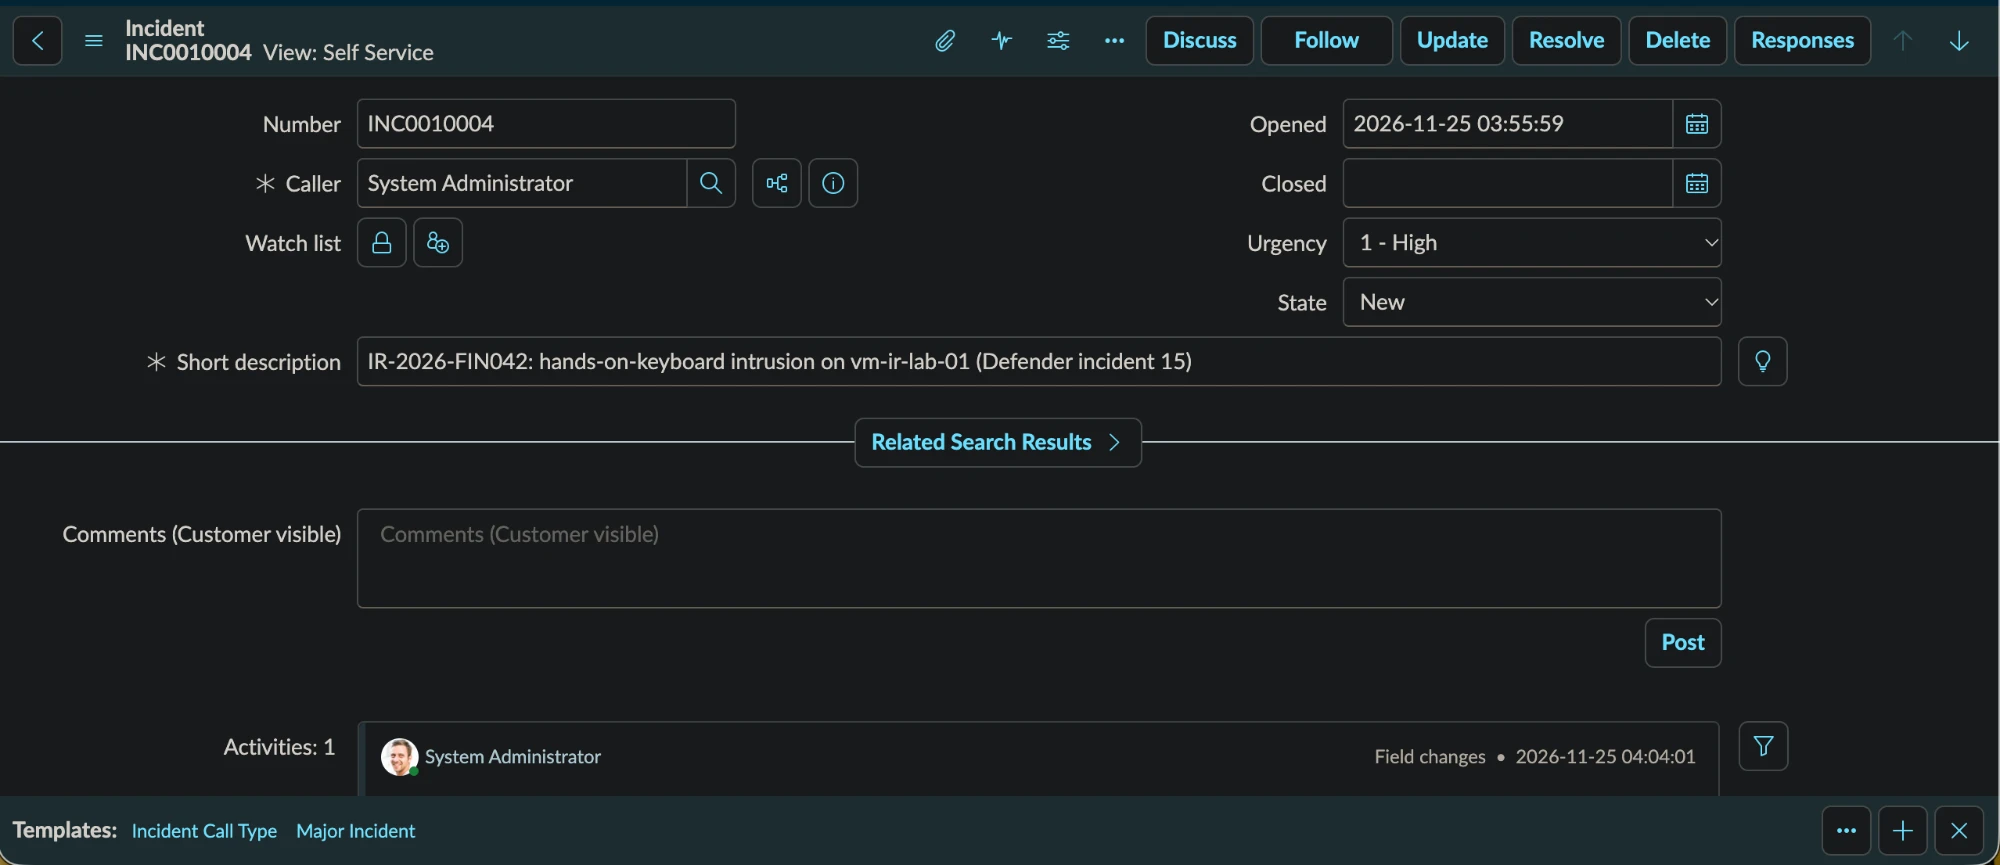 Incident
INC0010004 View: Self Service
Discuss
Follow
Update
Resolve
Delete
Responses
Number
INC0010004
Opened
2026-11-25 03:55:59
Caller
System Administrator
Closed
Watch list
Urgency
1 - High
State
New
Short description
IR-2026-FIN042: hands-on-keyboard intrusion on vm-ir-lab-01 (Defender incident 15)
Related Search Results
Comments (Customer visible)
Comments (Customer visible)
Post
Activities: 1
System Administrator
Field changes • 2026-11-25 04:04:01
Templates: Incident Call Type Major Incident